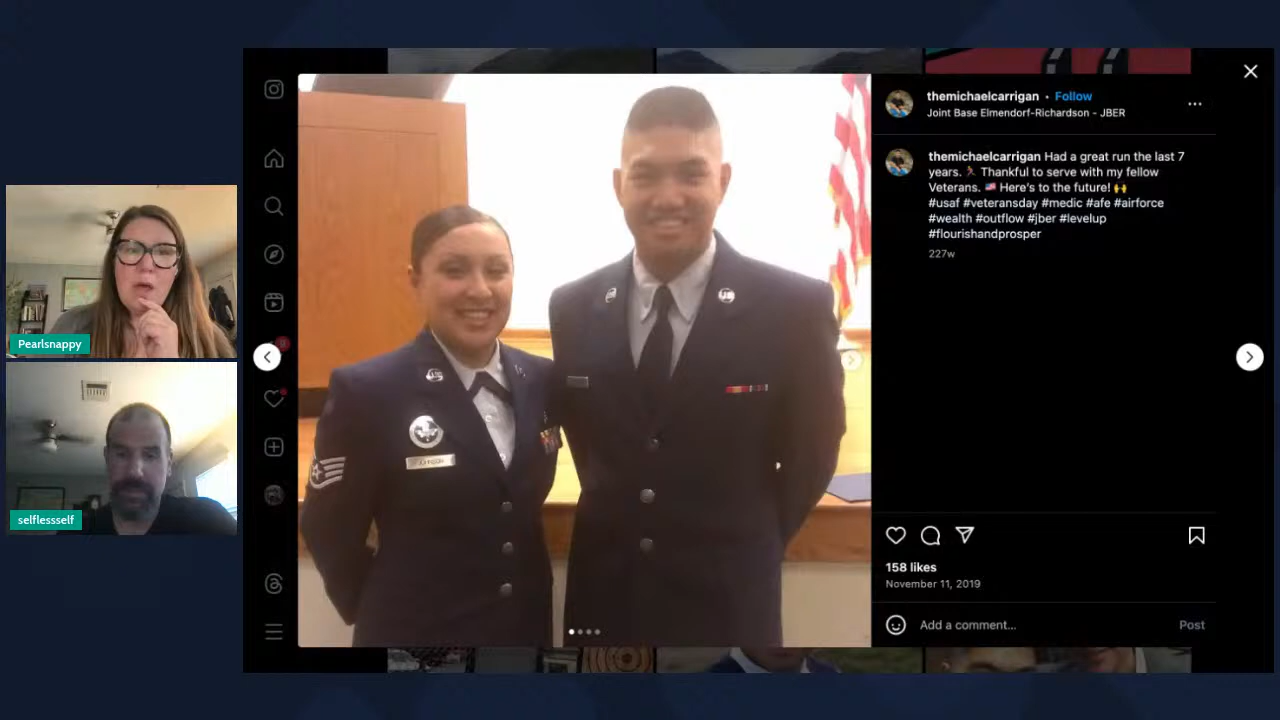 Pearlsnappy
selflessself
themichaelcarrigan • Follow
Joint Base Elmendorf-Richardson - JBER
themichaelcarrigan Had a great run the last 7
years. 🏃 Thankful to serve with my fellow
Veterans. 🇺🇸 Here's to the future! 🙌
#usaf #veteransday #medic #afe #airforce
#wealth #outflow #jber #levelup
#flourishandprosper
227w
158 likes
November 11, 2019
Add a comment...
Post